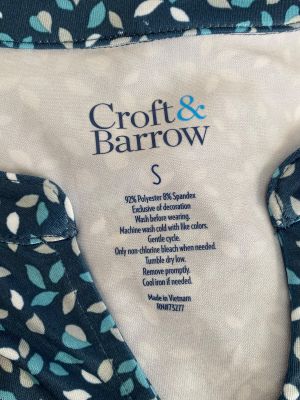 Croft&
Barrow
S
92% Polyester 8% Spandex
Exclusive of decoration
Wash before wearing.
Machine wash cold with like colors.
Gentle cycle.
Only non-chlorine bleach when needed.
Tumble dry low.
Remove promptly.
Cool iron if needed.
Made in Vietnam
RN#73277